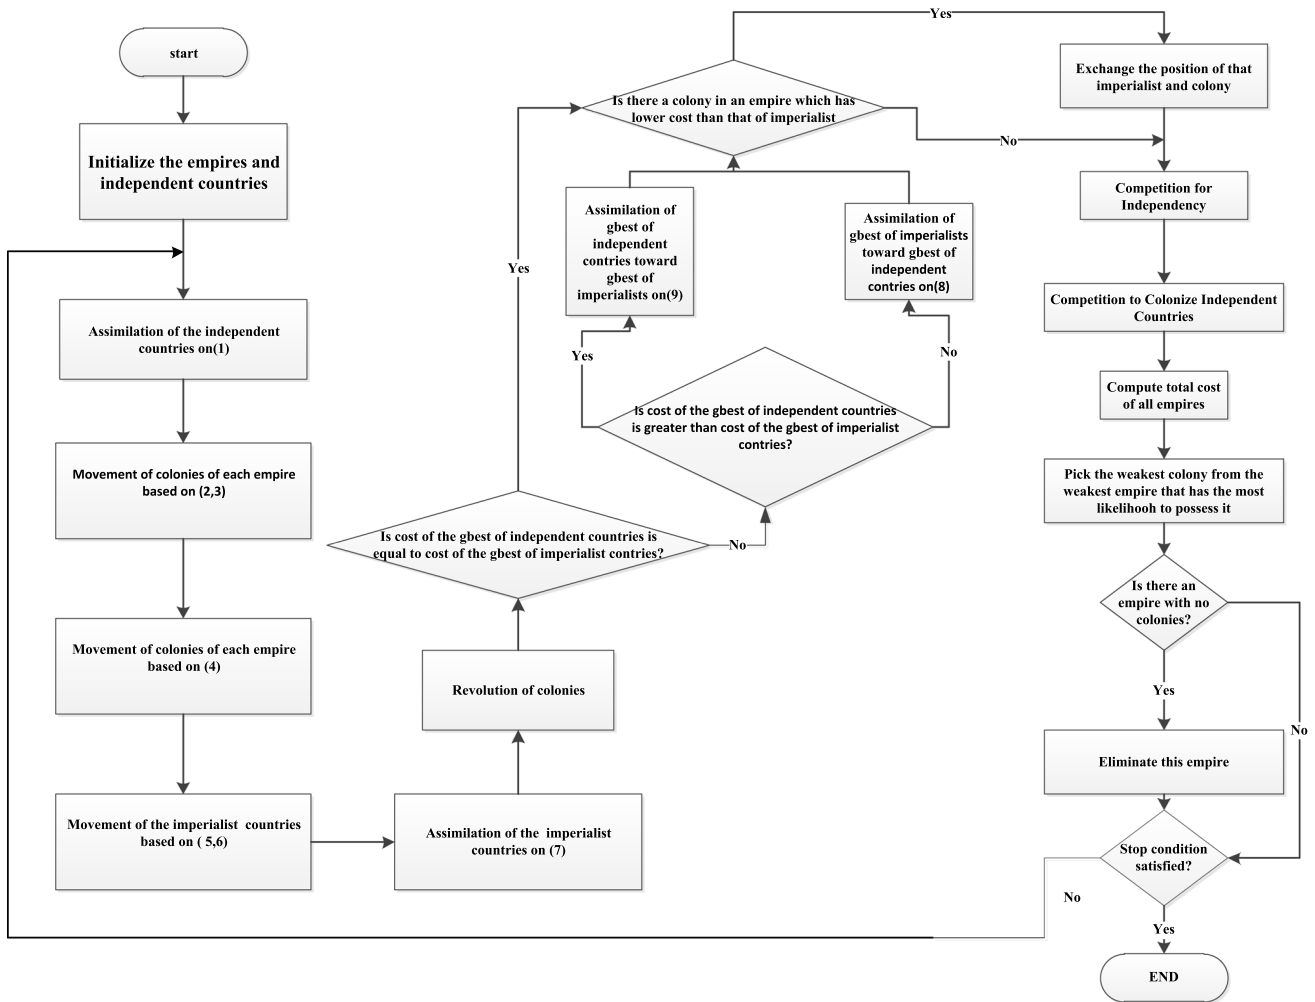 start
Initialize the empires and
independent countries
Assimilation of the independent
countries on(1)
Movement of colonies of each empire
based on (2,3)
Movement of colonies of each empire
based on (4)
Movement of the imperialist countries
based on ( 5,6)
Assimilation of the imperialist
countries on (7)
Revolution of colonies
Is cost of the gbest of independent countries is
equal to cost of the gbest of imperialist contries?
Yes
No
Is cost of the gbest of independent countries
is greater than cost of the gbest of imperialist
contries?
Yes
No
Assimilation of
gbest of
independent
contries toward
gbest of
imperialists on(9)
Assimilation of
gbest of imperialists
toward gbest of
independent
contries on(8)
Is there a colony in an empire which has
lower cost than that of imperialist
Yes
No
Exchange the position of that
imperialist and colony
Competition for
Independency
Competition to Colonize Independent
Countries
Compute total cost
of all empires
Pick the weakest colony from the
weakest empire that has the most
likelihooh to possess it
Is there an
empire with no
colonies?
Yes
No
Eliminate this empire
Stop condition
satisfied?
No
Yes
END